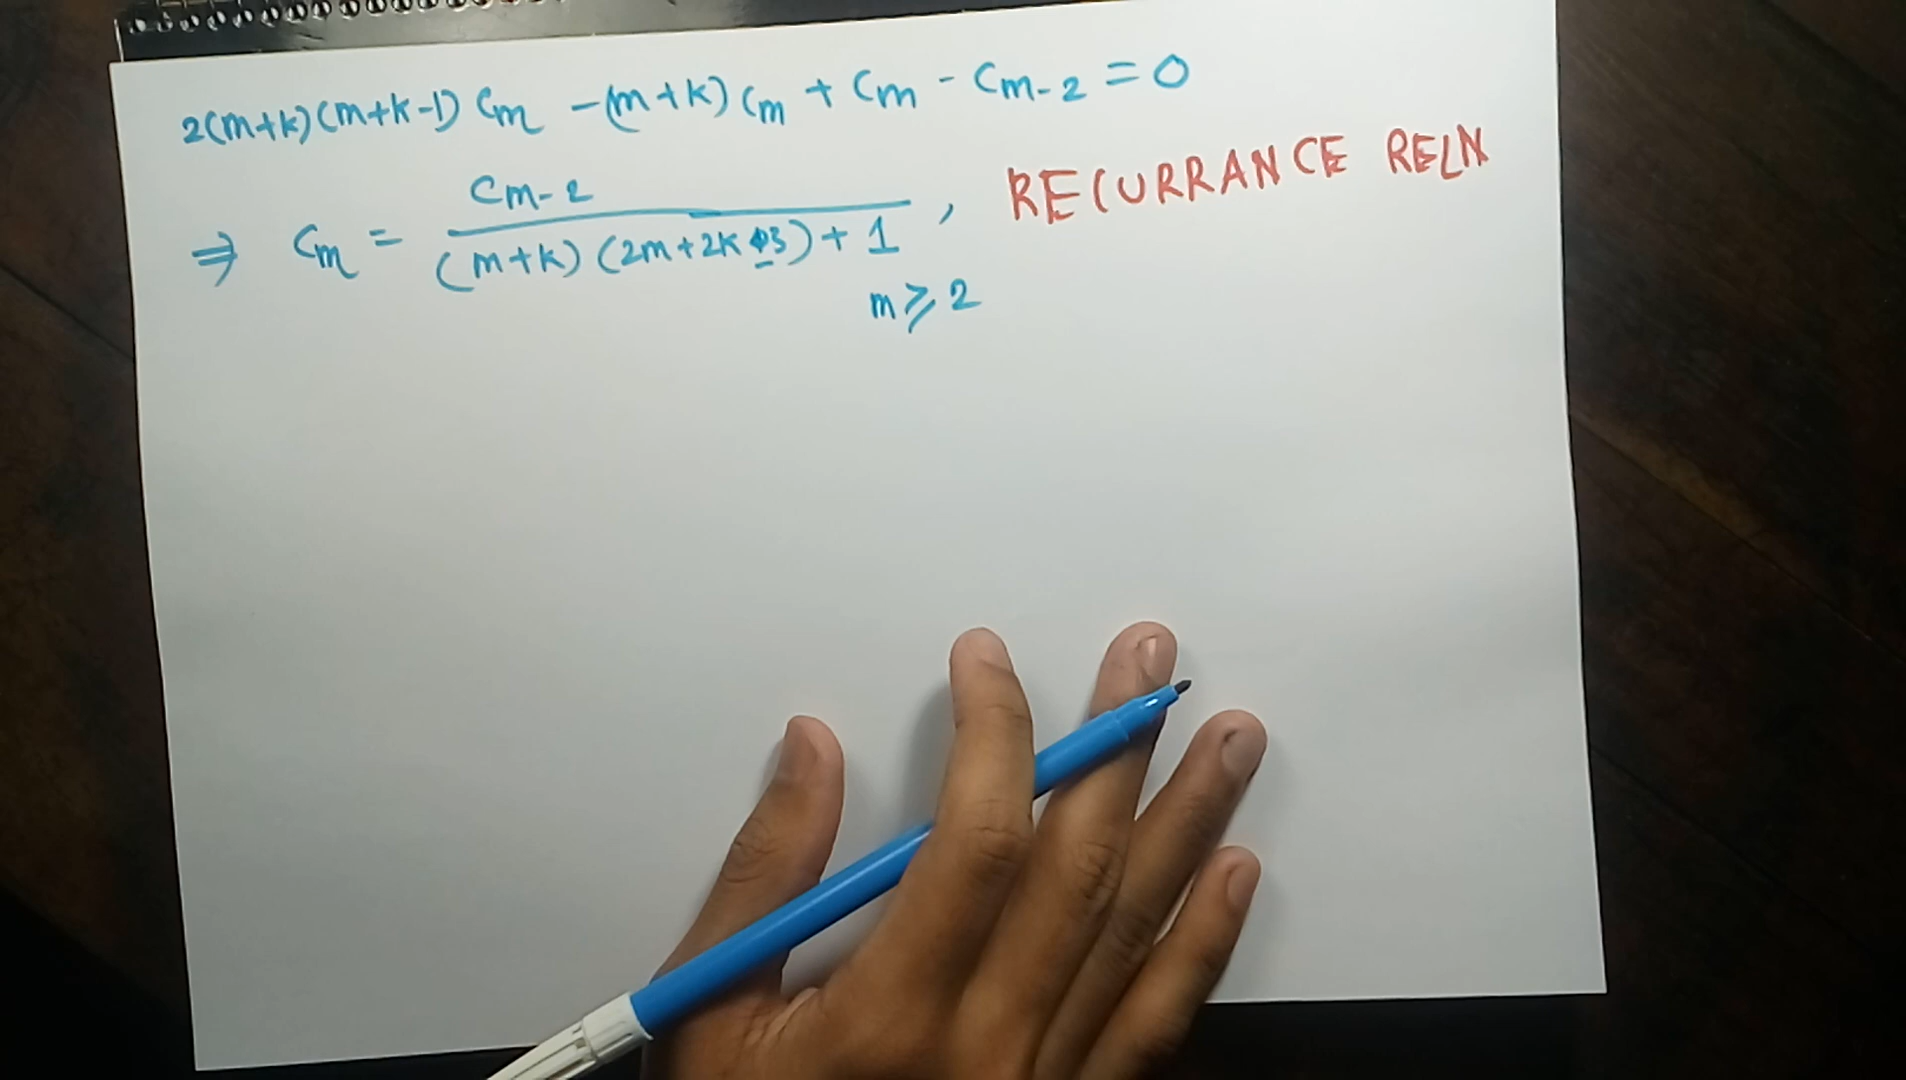 2(m+k)(m+k-1) Cm -(m+k) Cm + Cm - Cm-2 = 0
⇒ Cm = Cm-2 / (m+k) (2m+2k-3) + 1 , RECURRANCE RELN
m ⩾ 2